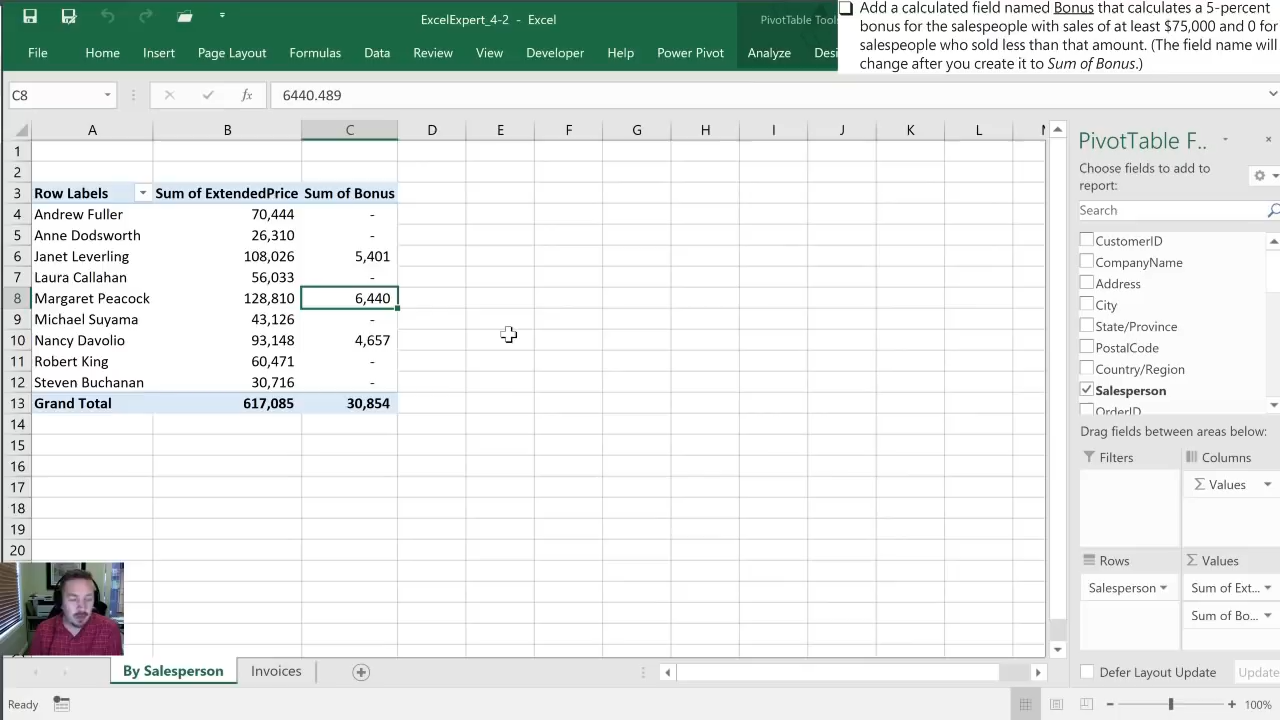 ExcelExpert_4-2 - Excel
PivotTable Tools
Add a calculated field named Bonus that calculates a 5-percent
bonus for the salespeople with sales of at least $75,000 and 0 for
salespeople who sold less than that amount. (The field name will
change after you create it to Sum of Bonus.)
File Home Insert Page Layout Formulas Data Review View Developer Help Power Pivot Analyze
C8 fx 6440.489
A B C D E F G H I J K L
1
2
3 Row Labels Sum of ExtendedPrice Sum of Bonus
4 Andrew Fuller 70,444 -
5 Anne Dodsworth 26,310 -
6 Janet Leverling 108,026 5,401
7 Laura Callahan 56,033 -
8 Margaret Peacock 128,810 6,440
9 Michael Suyama 43,126 -
10 Nancy Davolio 93,148 4,657
11 Robert King 60,471 -
12 Steven Buchanan 30,716 -
13 Grand Total 617,085 30,854
14
15
16
17
18
19
20
PivotTable F..
Choose fields to add to
report:
Search
CustomerID
CompanyName
Address
City
State/Province
PostalCode
Country/Region
Salesperson
OrderID
Drag fields between areas below:
Filters Columns
Σ Values
Rows Σ Values
Salesperson Sum of Ext...
Sum of Bo...
Defer Layout Update Update
By Salesperson Invoices
Ready 100%